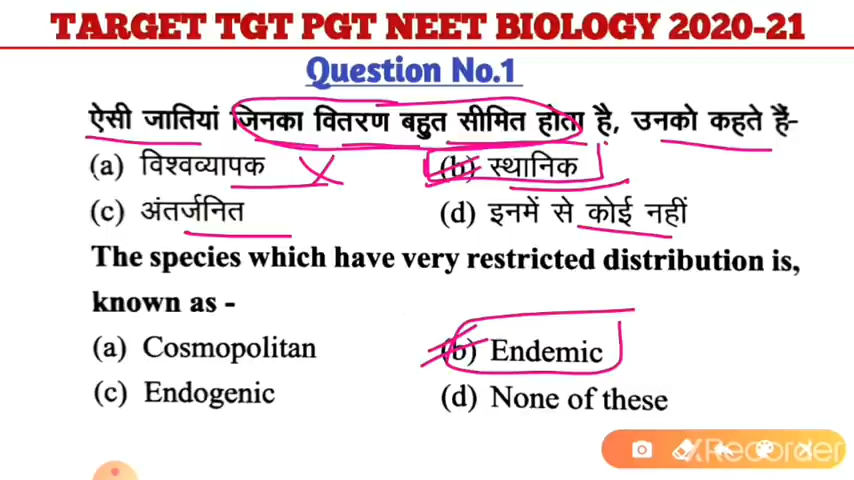 TARGET TGT PGT NEET BIOLOGY 2020-21
Question No.1
ऐसी जातियां जिनका वितरण बहुत सीमित होता है, उनको कहते हैं-
(a) विश्वव्यापक (b) स्थानिक
(c) अंतर्जनित (d) इनमें से कोई नहीं
The species which have very restricted distribution is,
known as -
(a) Cosmopolitan (b) Endemic
(c) Endogenic (d) None of these
XRecorder